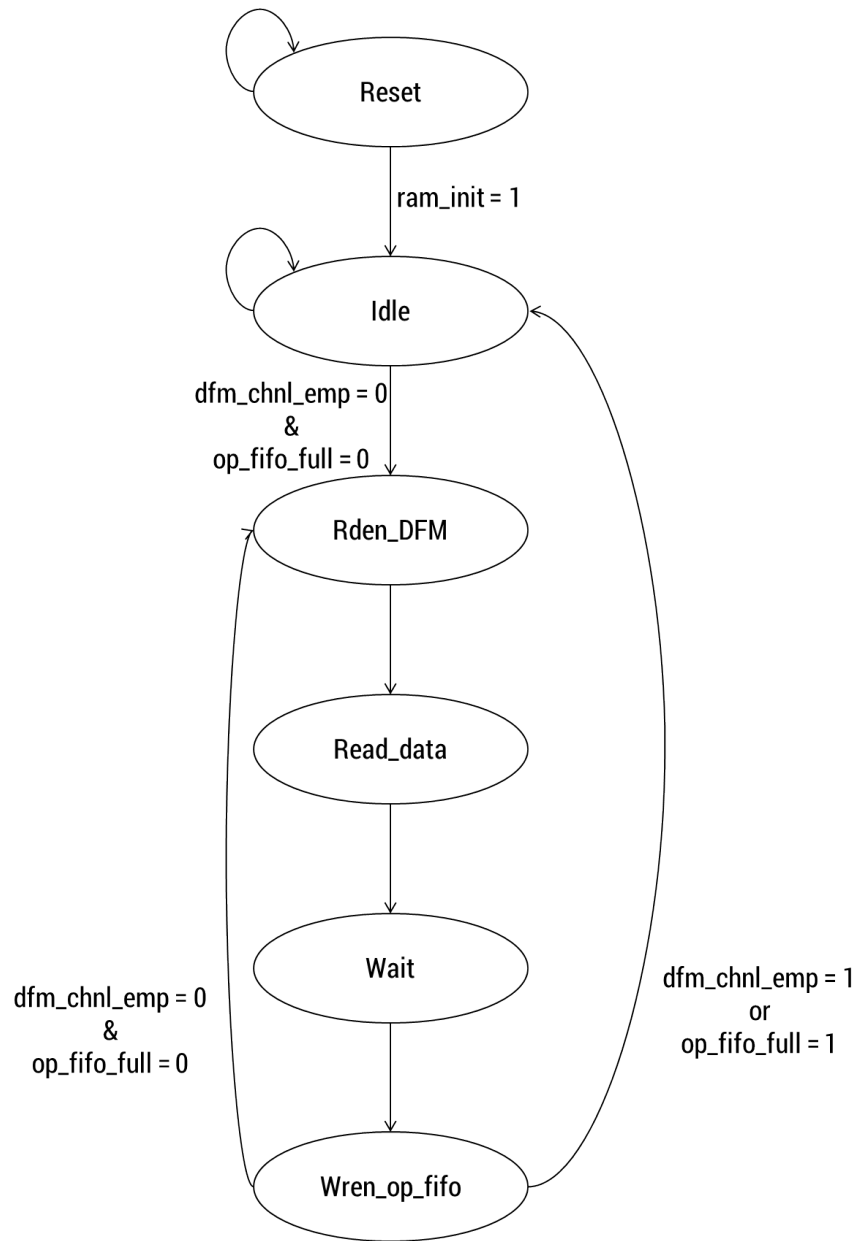 Reset
ram_init = 1
Idle
dfm_chnl_emp = 0
&
op_fifo_full = 0
Rden_DFM
Read_data
Wait
dfm_chnl_emp = 0
&
op_fifo_full = 0
dfm_chnl_emp = 1
or
op_fifo_full = 1
Wren_op_fifo